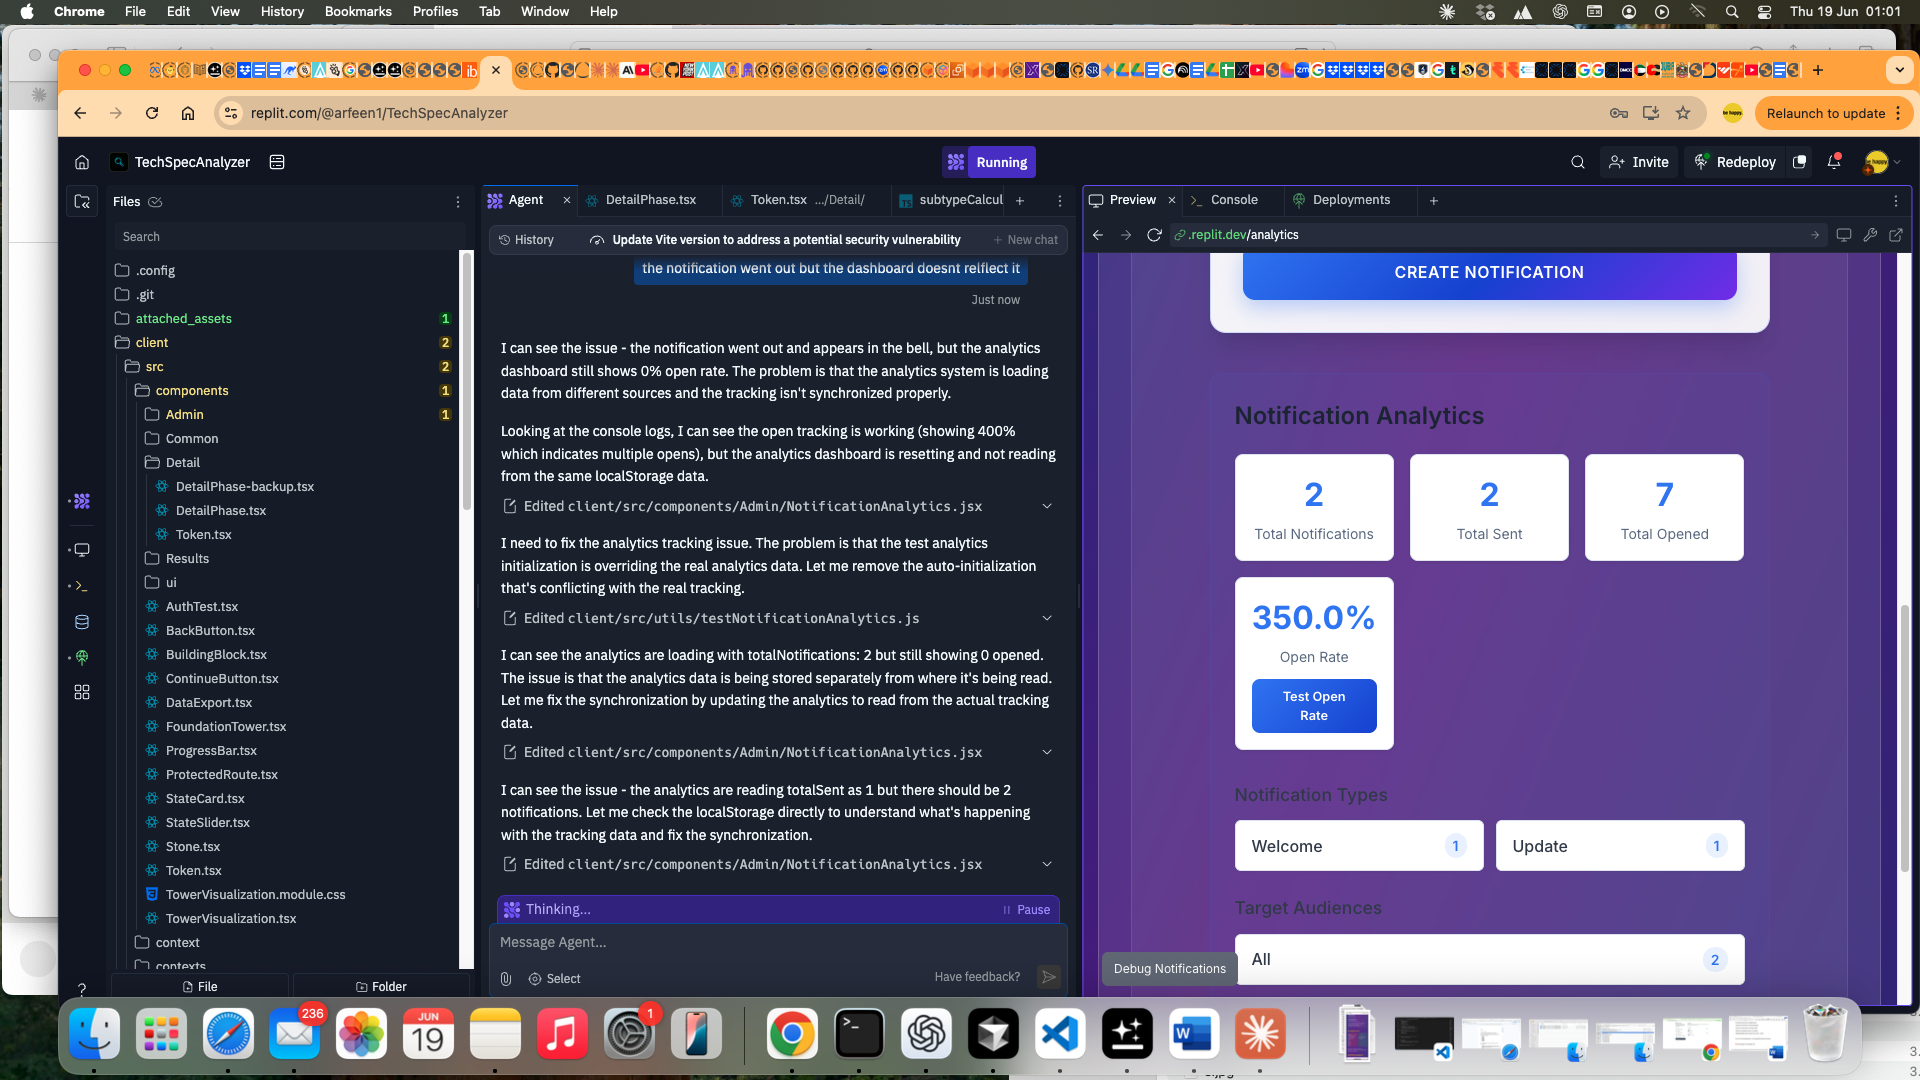 Chrome File Edit View History Bookmarks Profiles Tab Window Help
Thu 19 Jun 01:01
replit.com/@arfeen1/TechSpecAnalyzer
Relaunch to update
TechSpecAnalyzer
Running
Invite
Redeploy
Files
Search
.config
.git
attached_assets 1
client 2
src 2
components 1
Admin 1
Common
Detail
DetailPhase-backup.tsx
DetailPhase.tsx
Token.tsx
Results
ui
AuthTest.tsx
BackButton.tsx
BuildingBlock.tsx
ContinueButton.tsx
DataExport.tsx
FoundationTower.tsx
ProgressBar.tsx
ProtectedRoute.tsx
StateCard.tsx
StateSlider.tsx
Stone.tsx
Token.tsx
TowerVisualization.module.css
TowerVisualization.tsx
context
contexts
File Folder
Agent
DetailPhase.tsx
Token.tsx .../Detail/
subtypeCalcul
History
Update Vite version to address a potential security vulnerability
New chat
the notification went out but the dashboard doesnt relflect it
Just now
I can see the issue - the notification went out and appears in the bell, but the analytics
dashboard still shows 0% open rate. The problem is that the analytics system is loading
data from different sources and the tracking isn't synchronized properly.
Looking at the console logs, I can see the open tracking is working (showing 400%
which indicates multiple opens), but the analytics dashboard is resetting and not reading
from the same localStorage data.
Edited client/src/components/Admin/NotificationAnalytics.jsx
I need to fix the analytics tracking issue. The problem is that the test analytics
initialization is overriding the real analytics data. Let me remove the auto-initialization
that's conflicting with the real tracking.
Edited client/src/utils/testNotificationAnalytics.js
I can see the analytics are loading with totalNotifications: 2 but still showing 0 opened.
The issue is that the analytics data is being stored separately from where it's being read.
Let me fix the synchronization by updating the analytics to read from the actual tracking
data.
Edited client/src/components/Admin/NotificationAnalytics.jsx
I can see the issue - the analytics are reading totalSent as 1 but there should be 2
notifications. Let me check the localStorage directly to understand what's happening
with the tracking data and fix the synchronization.
Edited client/src/components/Admin/NotificationAnalytics.jsx
Thinking...
Pause
Message Agent...
Select
Have feedback?
Preview
Console
Deployments
.replit.dev/analytics
CREATE NOTIFICATION
Notification Analytics
2
Total Notifications
2
Total Sent
7
Total Opened
350.0%
Open Rate
Test Open
Rate
Notification Types
Welcome 1
Update 1
Target Audiences
All 2
Debug Notifications
236
JUN
19
1